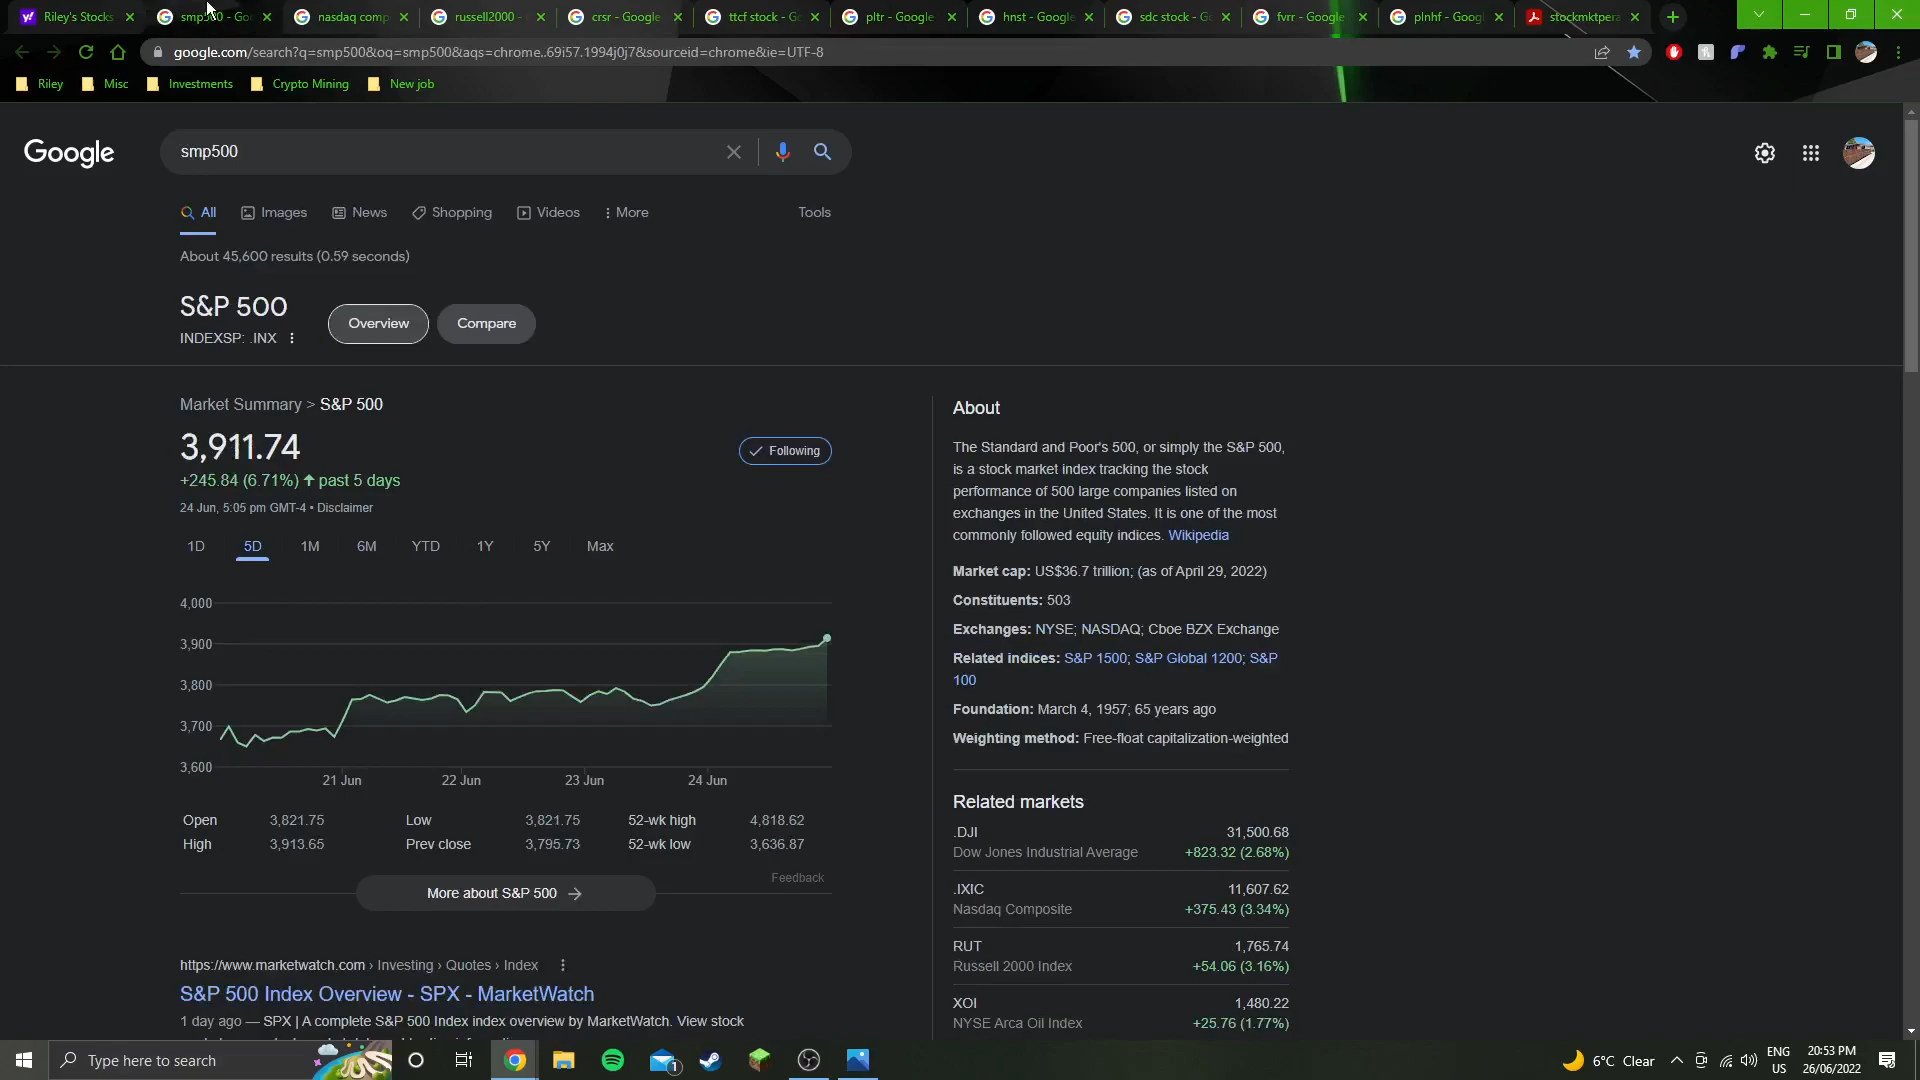 Riley's Stocks
smp500 - Go
nasdaq comp
russell2000 -
crsr - Google
ttcf stock - Go
pltr - Google
hnst - Google
sdc stock - Go
fvrr - Google
plnhf - Goog
stockmktpera
google.com/search?q=smp500&oq=smp500&aqs=chrome..69i57.1994j0j7&sourceid=chrome&ie=UTF-8
Riley Misc Investments Crypto Mining New job
Google
smp500
All Images News Shopping Videos More Tools
About 45,600 results (0.59 seconds)
S&P 500
INDEXSP: .INX
Overview Compare
Market Summary > S&P 500
3,911.74
Following
+245.84 (6.71%) ↑ past 5 days
24 Jun, 5:05 pm GMT-4 • Disclaimer
1D 5D 1M 6M YTD 1Y 5Y Max
4,000
3,900
3,800
3,700
3,600
21 Jun 22 Jun 23 Jun 24 Jun
Open 3,821.75 Low 3,821.75 52-wk high 4,818.62
High 3,913.65 Prev close 3,795.73 52-wk low 3,636.87
Feedback
More about S&P 500 →
https://www.marketwatch.com › Investing › Quotes › Index
S&P 500 Index Overview - SPX - MarketWatch
1 day ago — SPX | A complete S&P 500 Index index overview by MarketWatch. View stock
About
The Standard and Poor's 500, or simply the S&P 500,
is a stock market index tracking the stock
performance of 500 large companies listed on
exchanges in the United States. It is one of the most
commonly followed equity indices. Wikipedia
Market cap: US$36.7 trillion; (as of April 29, 2022)
Constituents: 503
Exchanges: NYSE; NASDAQ; Cboe BZX Exchange
Related indices: S&P 1500; S&P Global 1200; S&P
100
Foundation: March 4, 1957; 65 years ago
Weighting method: Free-float capitalization-weighted
Related markets
.DJI 31,500.68
Dow Jones Industrial Average +823.32 (2.68%)
.IXIC 11,607.62
Nasdaq Composite +375.43 (3.34%)
RUT 1,765.74
Russell 2000 Index +54.06 (3.16%)
XOI 1,480.22
NYSE Arca Oil Index +25.76 (1.77%)
Type here to search
1
6°C Clear
ENG
US
20:53 PM
26/06/2022